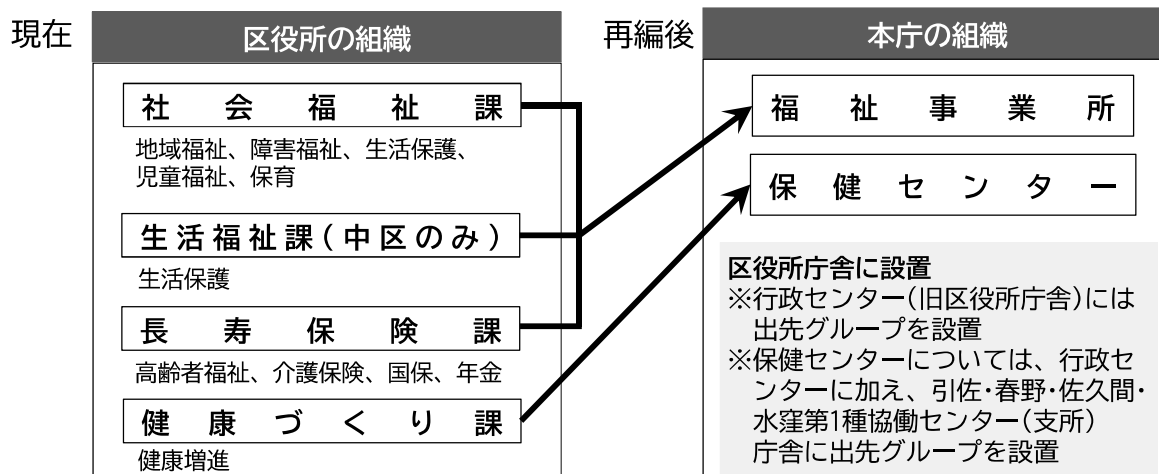 現在
区役所の組織
社会福祉課
地域福祉、障害福祉、生活保護、
児童福祉、保育
生活福祉課(中区のみ)
生活保護
長寿保険課
高齢者福祉、介護保険、国保、年金
健康づくり課
健康増進
再編後
本庁の組織
福祉事業所
保健センター
区役所庁舎に設置
※行政センター(旧区役所庁舎)には
出先グループを設置
※保健センターについては、行政セ
ンターに加え、引佐・春野・佐久間・
水窪第1種協働センター(支所)
庁舎に出先グループを設置